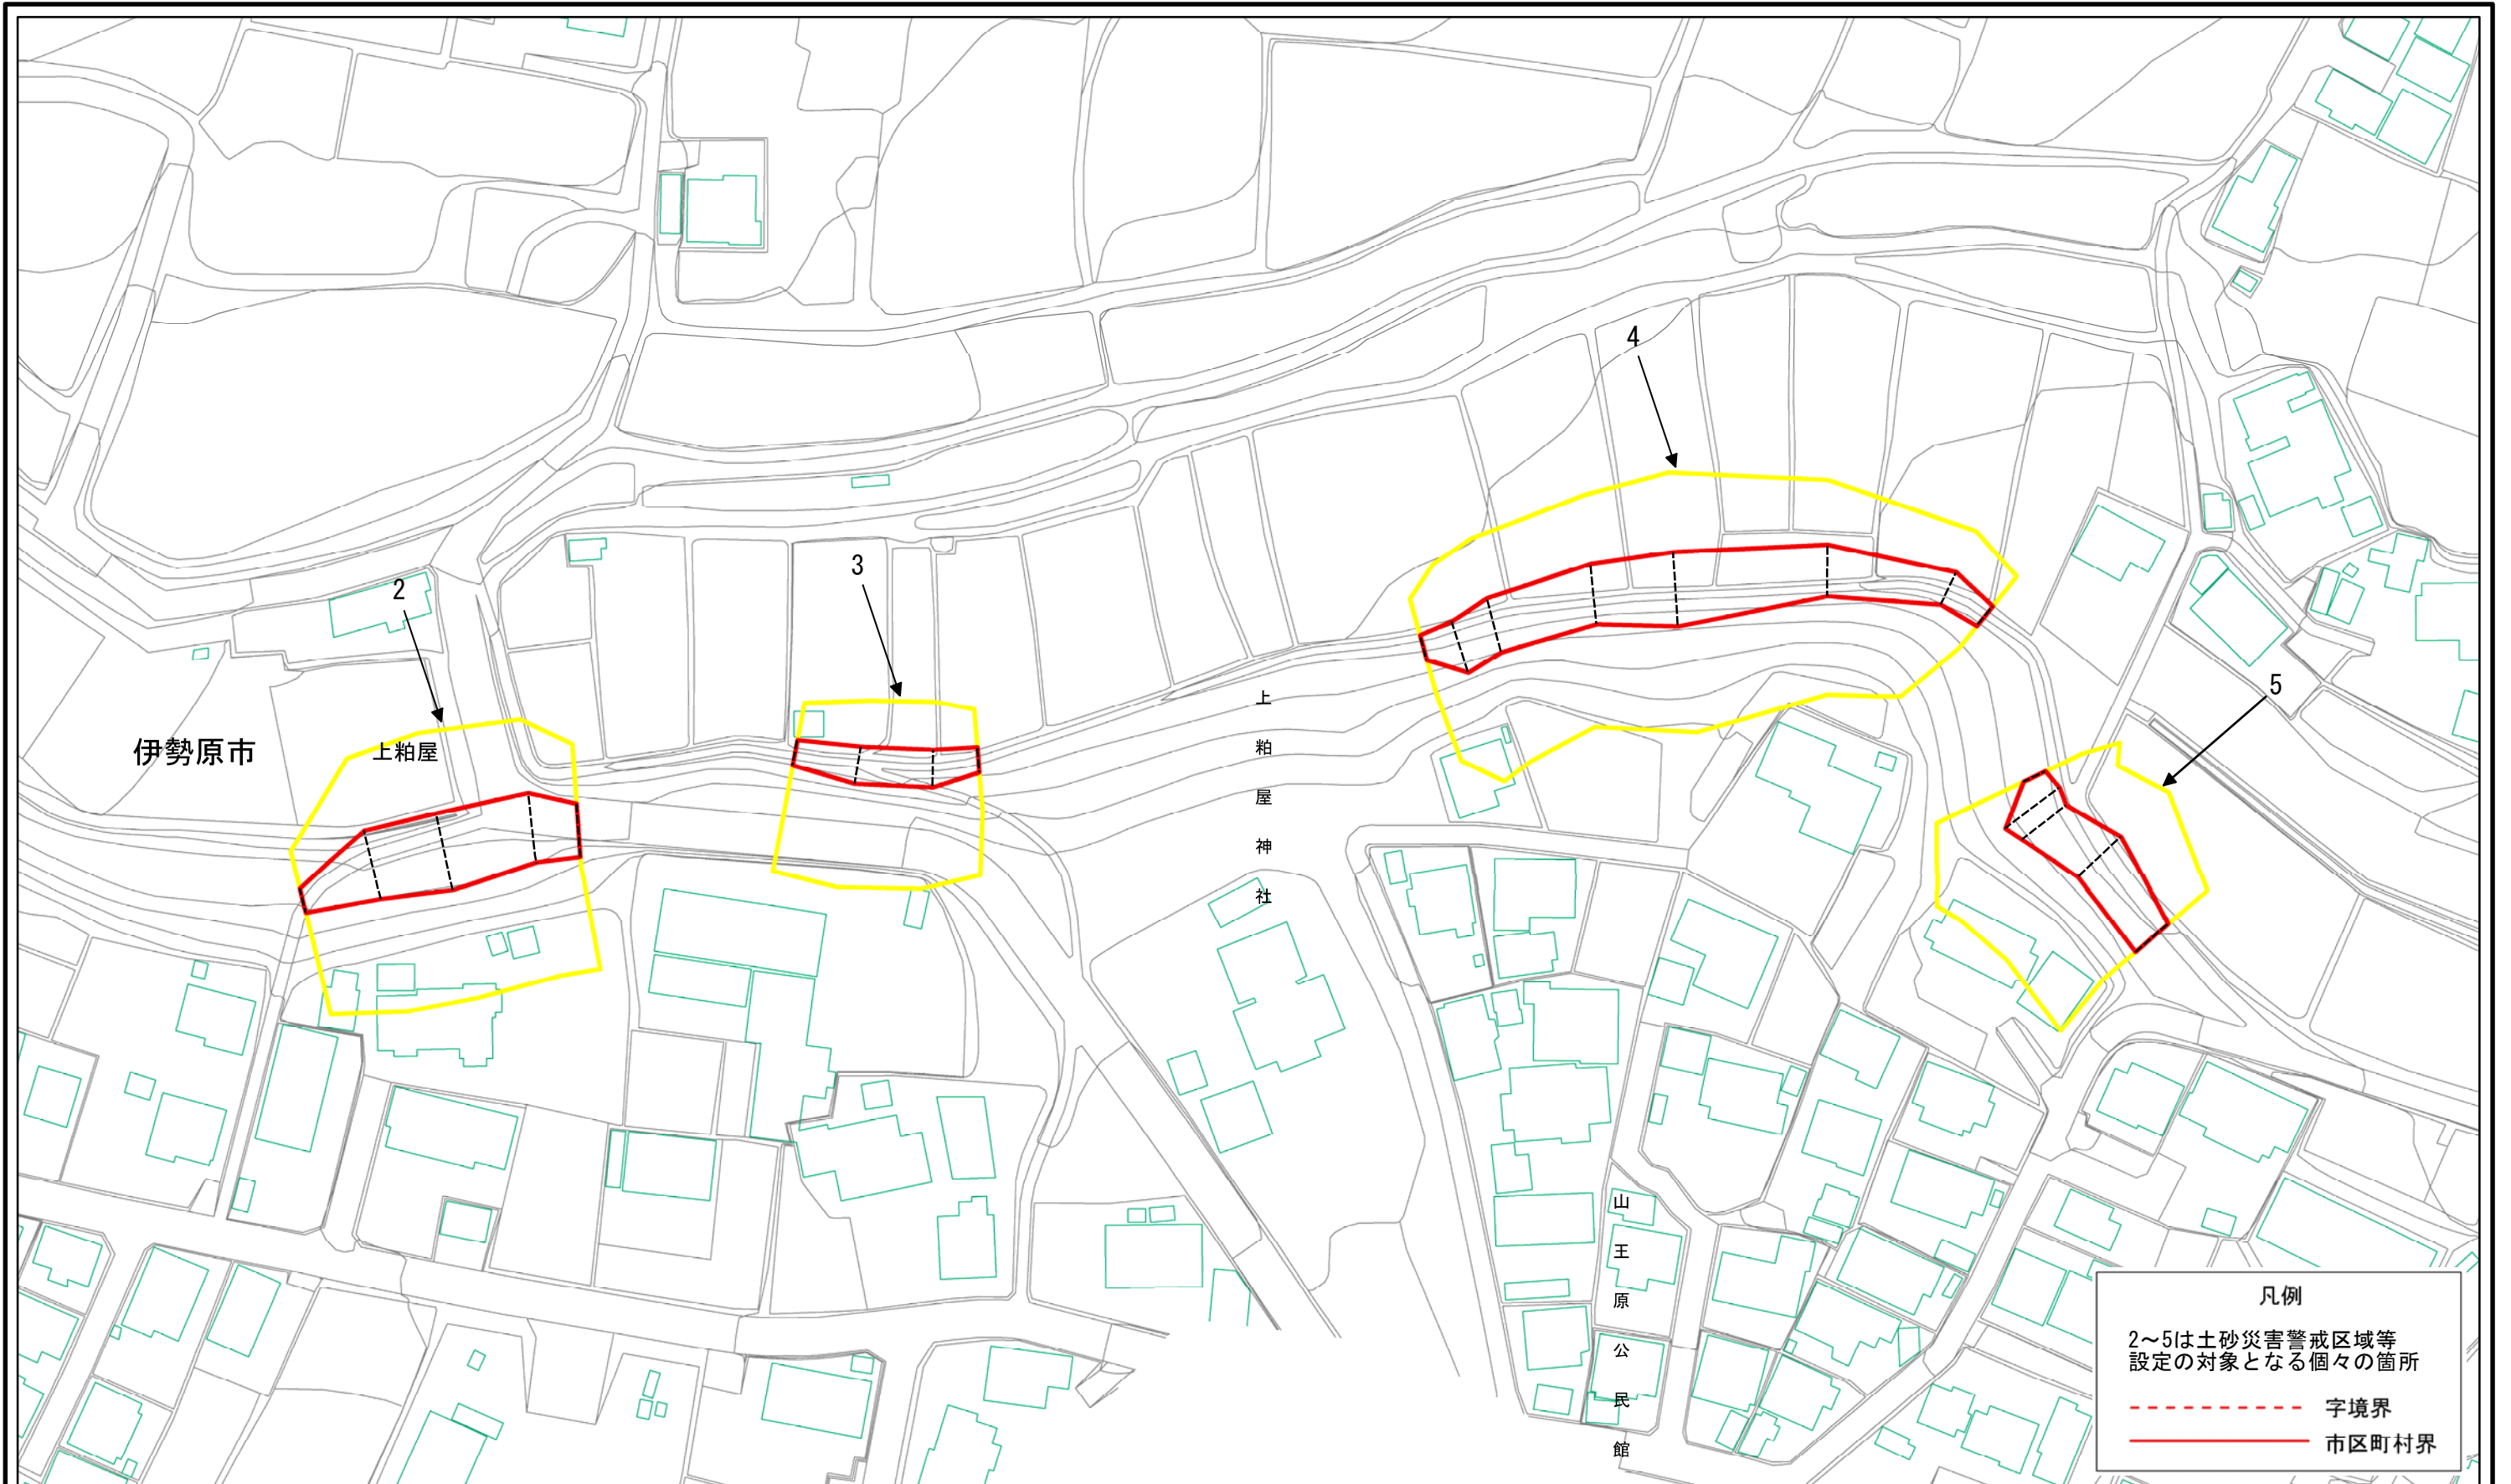 4
3
2
5
伊勢原市
上粕屋
上粕屋神社
山王原公民館
凡例
2～5は土砂災害警戒区域等
設定の対象となる個々の箇所
字境界
市区町村界